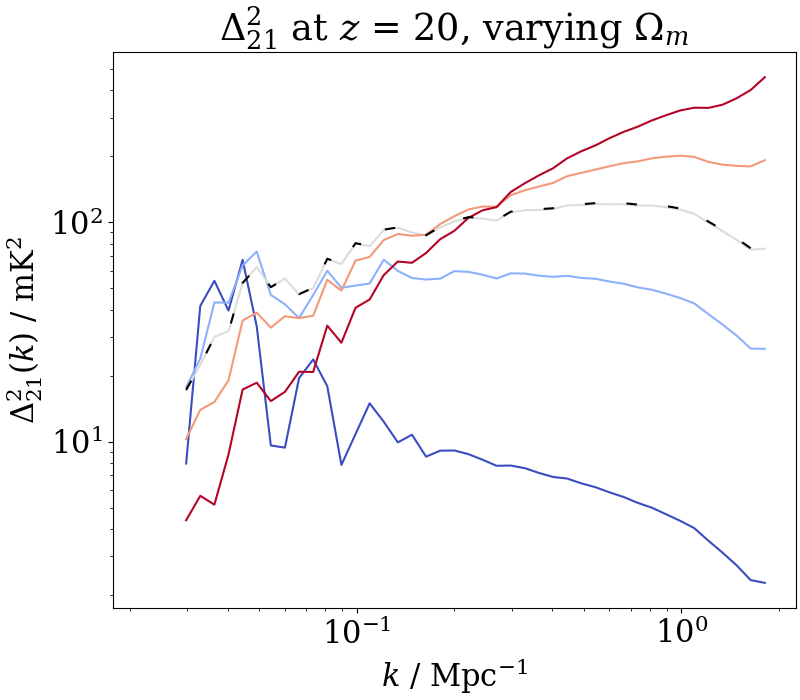 Δ²₂₁ at z = 20, varying Ωₘ
Δ²₂₁(k) / mK²
10²
10¹
10⁻¹
10⁰
k / Mpc⁻¹